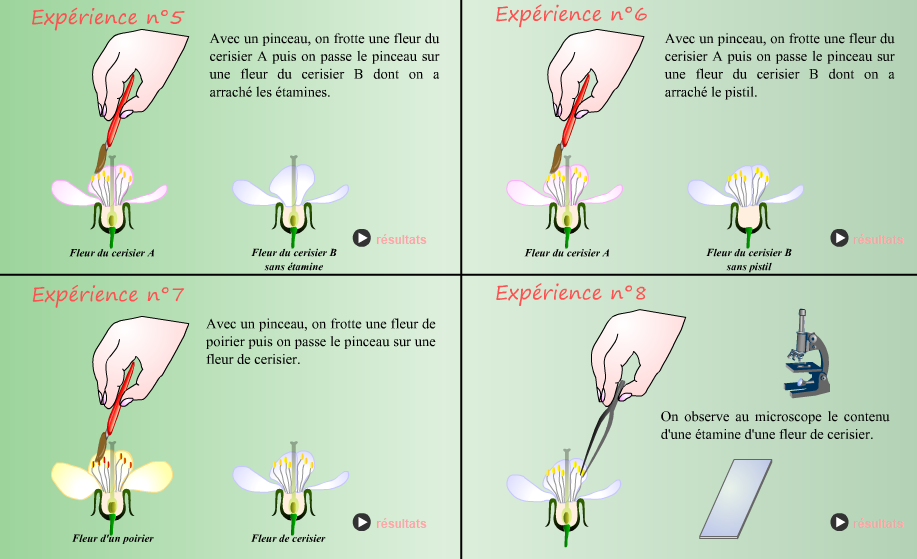 Expérience n°5
Avec un pinceau, on frotte une fleur du
cerisier A puis on passe le pinceau sur
une fleur du cerisier B dont on a
arraché les étamines.
Fleur du cerisier A
Fleur du cerisier B
sans étamine
résultats
Expérience n°6
Avec un pinceau, on frotte une fleur du
cerisier A puis on passe le pinceau sur
une fleur du cerisier B dont on a
arraché le pistil.
Fleur du cerisier A
Fleur du cerisier B
sans pistil
résultats
Expérience n°7
Avec un pinceau, on frotte une fleur de
poirier puis on passe le pinceau sur une
fleur de cerisier.
Fleur d'un poirier
Fleur de cerisier
résultats
Expérience n°8
On observe au microscope le contenu
d'une étamine d'une fleur de cerisier.
résultats